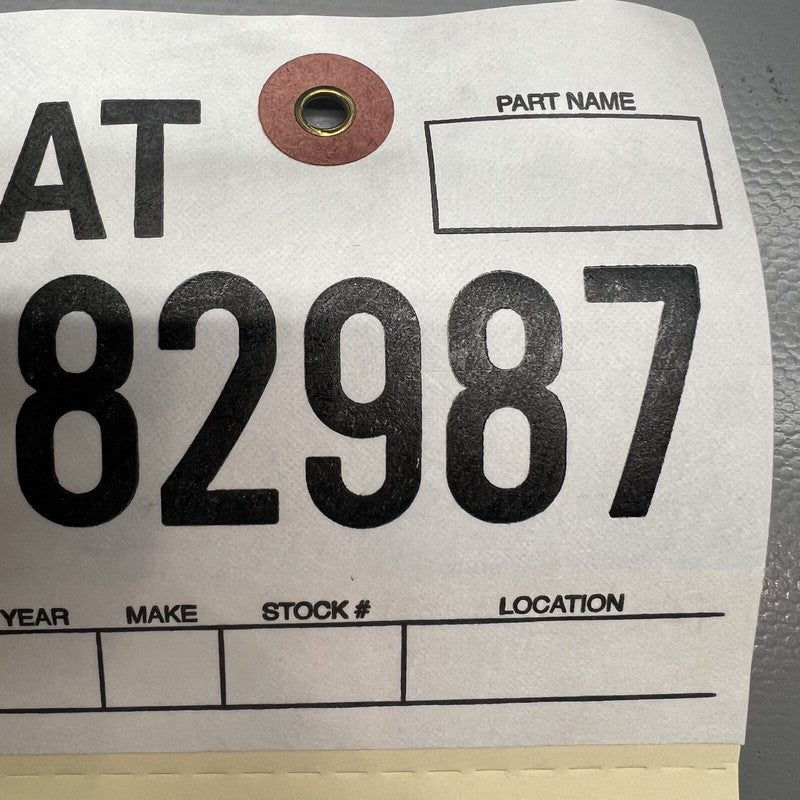 PART NAME
AT
82987
YEAR MAKE STOCK # LOCATION